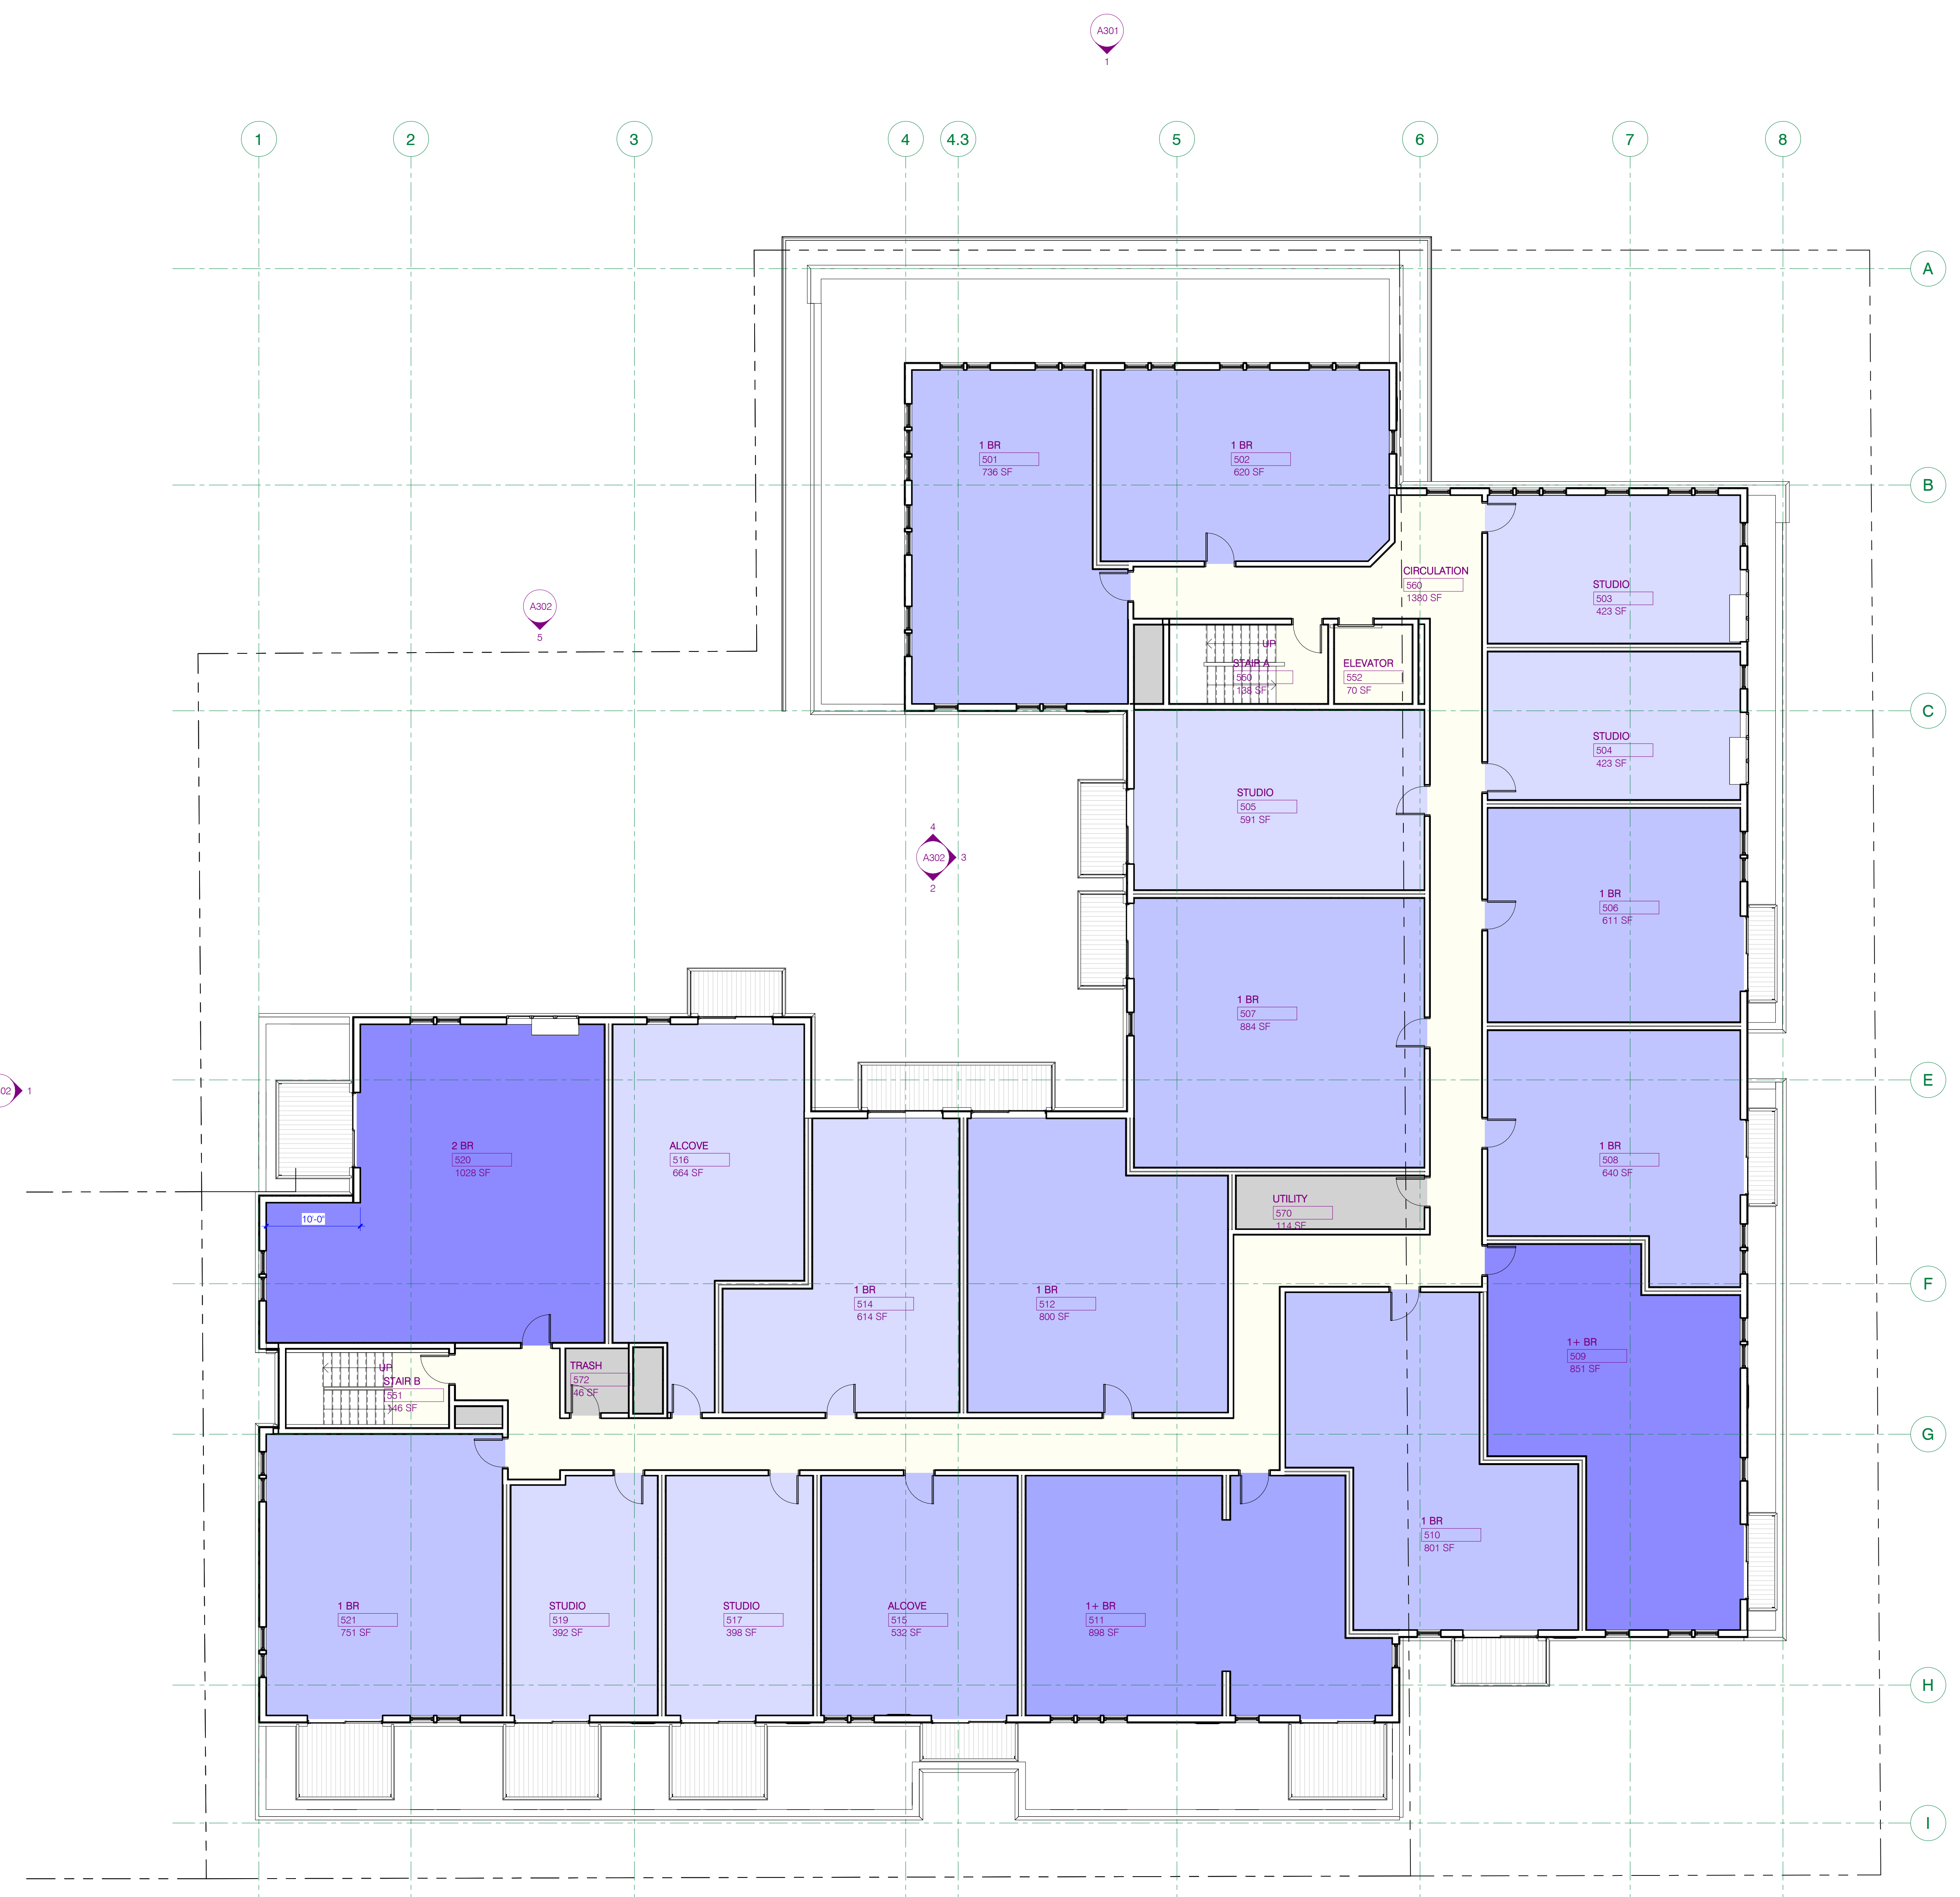 A301
1
1
2
3
4
4.3
5
6
7
8
A
B
1 BR
501
736 SF
1 BR
502
620 SF
CIRCULATION
560
1380 SF
STUDIO
503
423 SF
A302
5
UP
STAIR A
550
138 SF
ELEVATOR
552
70 SF
C
STUDIO
504
423 SF
STUDIO
505
591 SF
4
A302
3
2
1 BR
506
611 SF
1 BR
507
884 SF
02
1
E
2 BR
520
1028 SF
ALCOVE
516
664 SF
1 BR
508
640 SF
UTILITY
570
114 SF
10'-0"
F
1 BR
514
614 SF
1 BR
512
800 SF
1+ BR
509
851 SF
UP
STAIR B
551
146 SF
TRASH
572
46 SF
G
1 BR
510
801 SF
1 BR
521
751 SF
STUDIO
519
392 SF
STUDIO
517
398 SF
ALCOVE
515
532 SF
1+ BR
511
898 SF
H
I